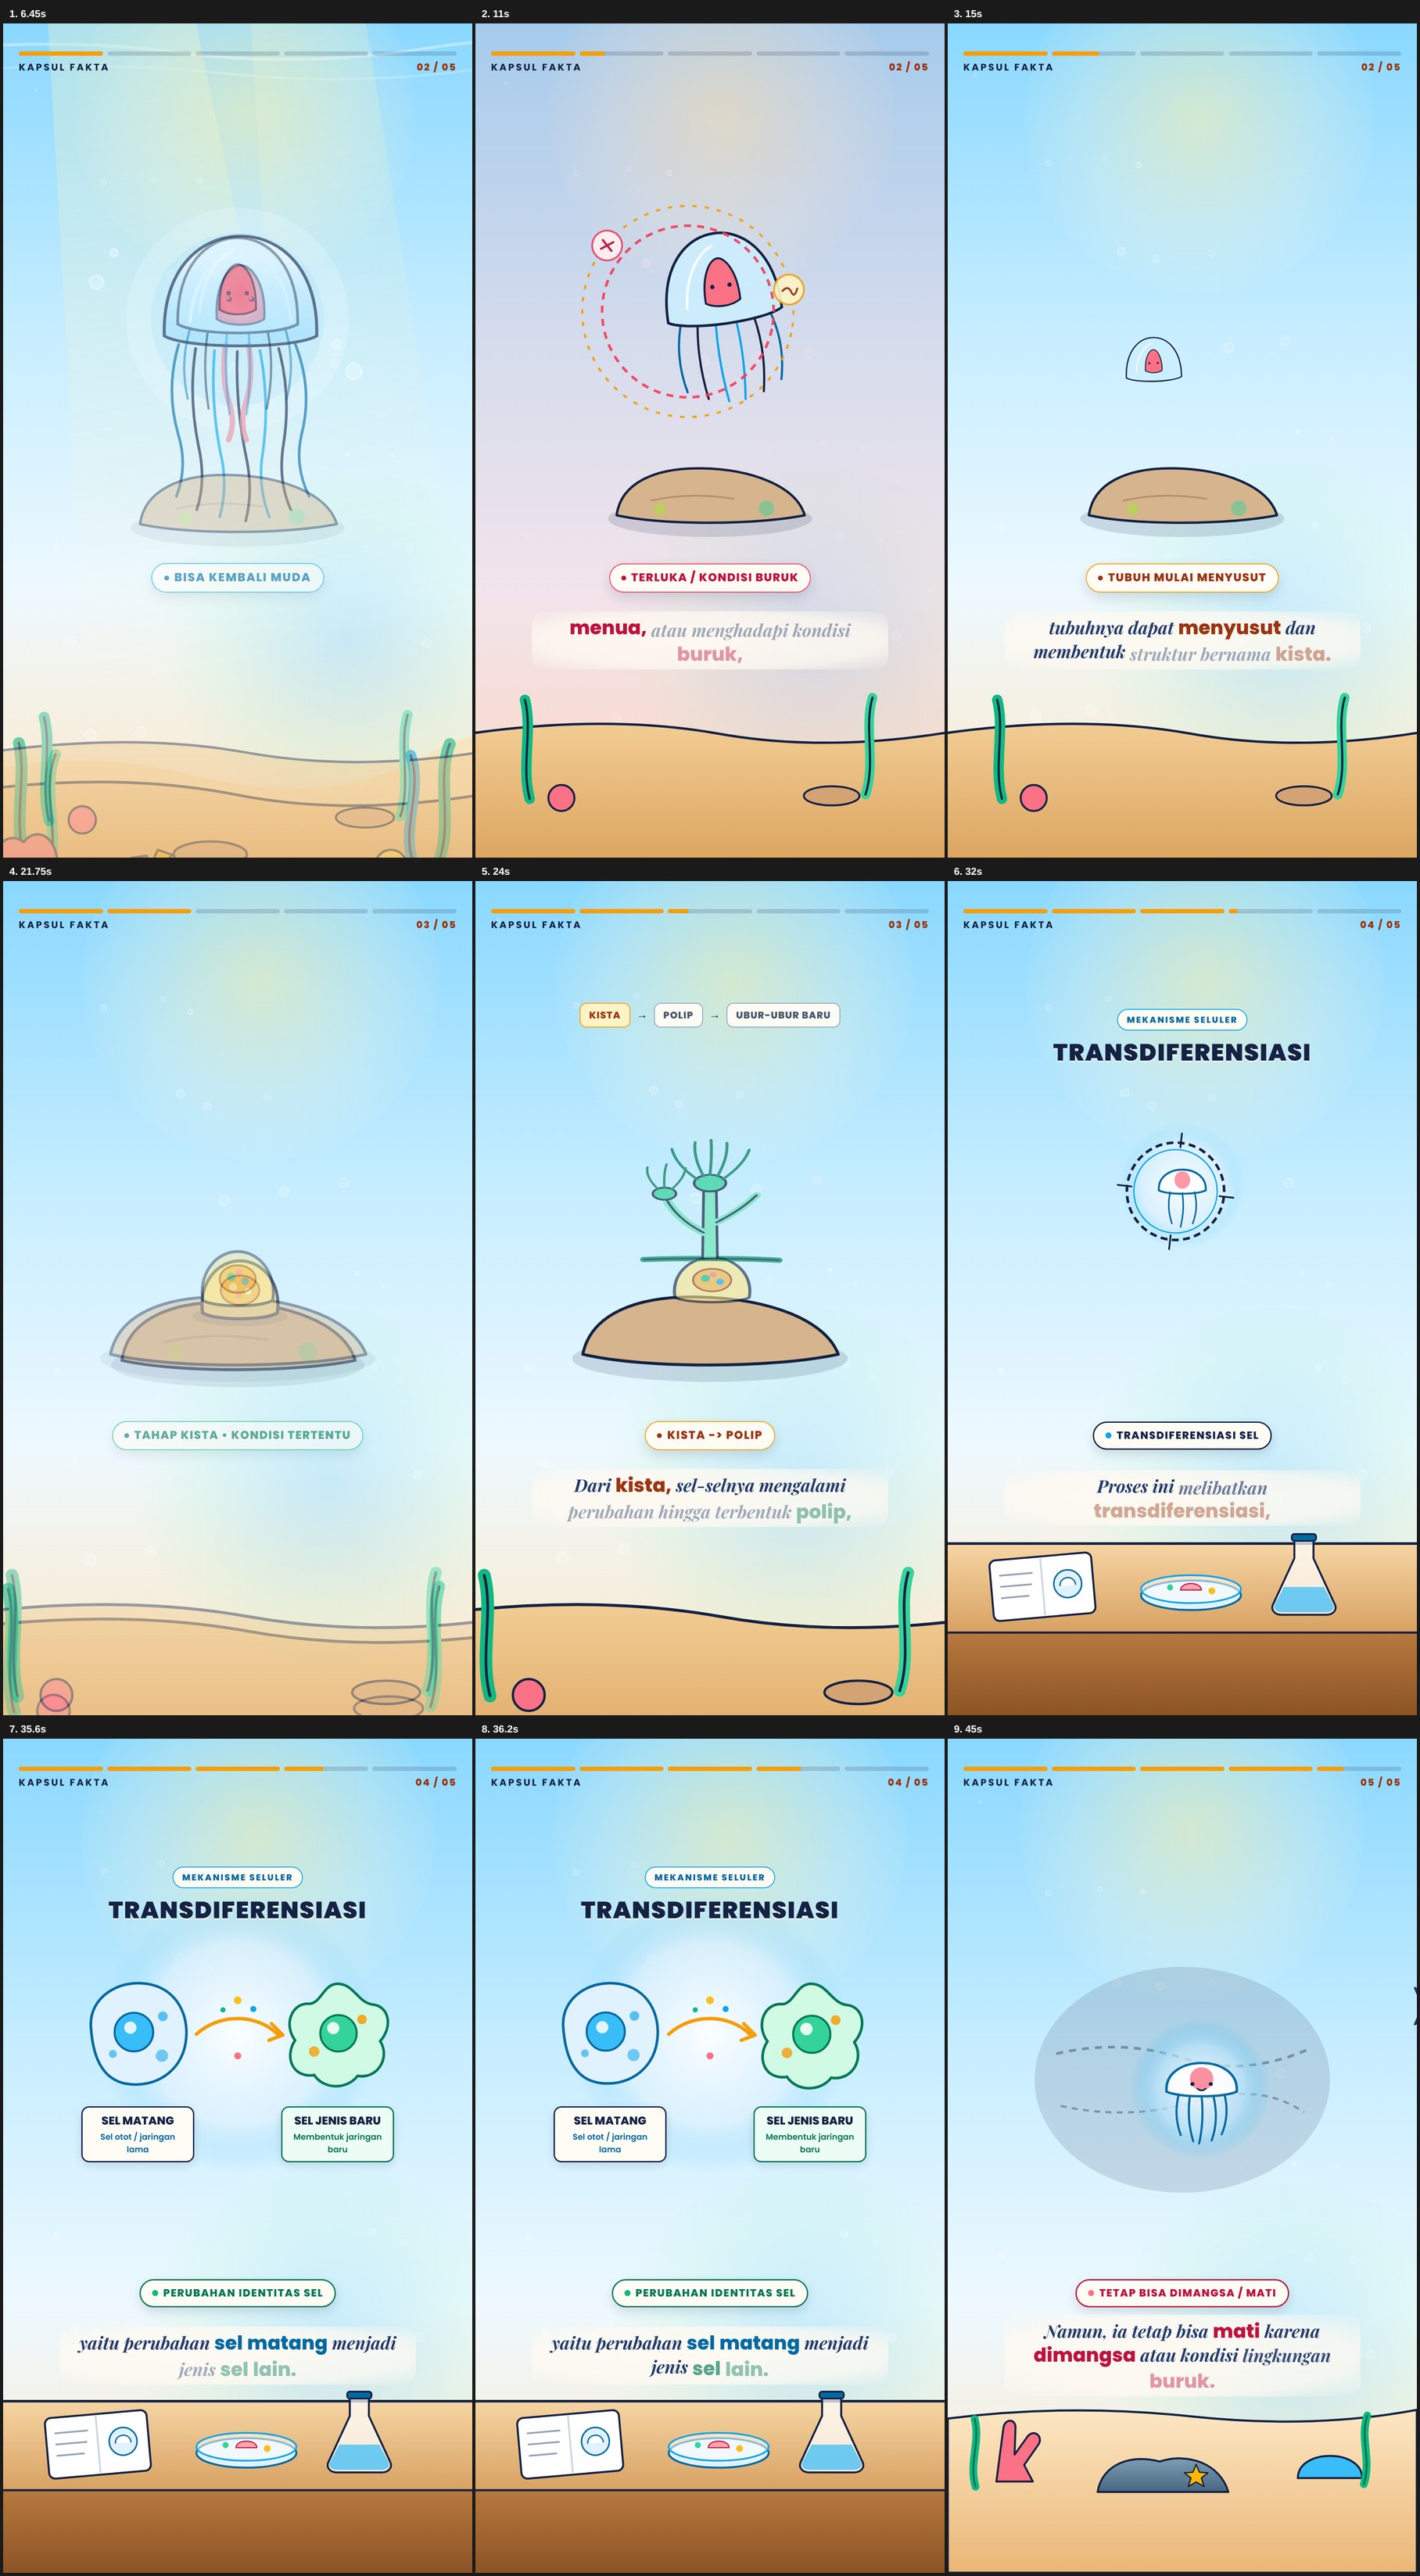 1. 6.45s
KAPSUL FAKTA
02 / 05
• BISA KEMBALI MUDA
2. 11s
KAPSUL FAKTA
02 / 05
• TERLUKA / KONDISI BURUK
menua, atau menghadapi kondisi
buruk,
3. 15s
KAPSUL FAKTA
02 / 05
• TUBUH MULAI MENYUSUT
tubuhnya dapat menyusut dan
membentuk struktur bernama kista.
4. 21.75s
KAPSUL FAKTA
03 / 05
• TAHAP KISTA • KONDISI TERTENTU
5. 24s
KAPSUL FAKTA
03 / 05
KISTA → POLIP → UBUR-UBUR BARU
• KISTA -> POLIP
Dari kista, sel-selnya mengalami
perubahan hingga terbentuk polip,
6. 32s
KAPSUL FAKTA
04 / 05
MEKANISME SELULER
TRANSDIFERENSIASI
• TRANSDIFERENSIASI SEL
Proses ini melibatkan
transdiferensiasi,
7. 35.6s
KAPSUL FAKTA
04 / 05
MEKANISME SELULER
TRANSDIFERENSIASI
SEL MATANG
Sel otot / jaringan
lama
SEL JENIS BARU
Membentuk jaringan
baru
• PERUBAHAN IDENTITAS SEL
yaitu perubahan sel matang menjadi
jenis sel lain.
8. 36.2s
KAPSUL FAKTA
04 / 05
MEKANISME SELULER
TRANSDIFERENSIASI
SEL MATANG
Sel otot / jaringan
lama
SEL JENIS BARU
Membentuk jaringan
baru
• PERUBAHAN IDENTITAS SEL
yaitu perubahan sel matang menjadi
jenis sel lain.
9. 45s
KAPSUL FAKTA
05 / 05
• TETAP BISA DIMANGSA / MATI
Namun, ia tetap bisa mati karena
dimangsa atau kondisi lingkungan
buruk.